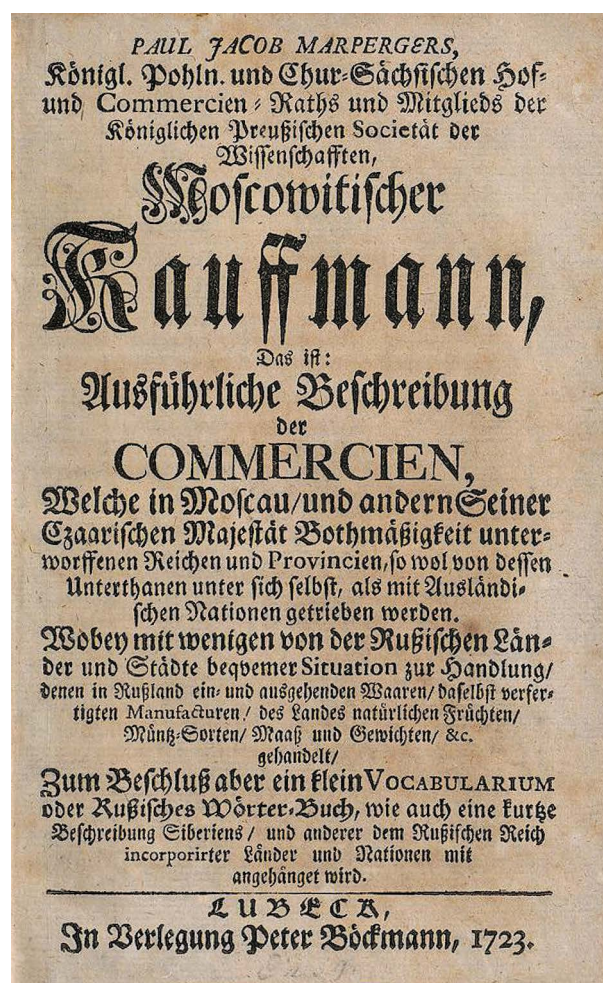 PAUL JACOB MARPERGERS,
Königl. Pohln. und Chur-Sächsischen Hof-
und Commercien-Raths und Mitglieds der
Königlichen Preußischen Societät der
Wissenschafften,
Moscowitischer
Kauffmann,
Das ist:
Ausführliche Beschreibung
der
COMMERCIEN,
Welche in Moscau/und andern Seiner
Czaarischen Majestät Bothmäßigkeit unter-
worffenen Reichen und Provincien, so wol von dessen
Unterthanen unter sich selbst, als mit Ausländi-
schen Nationen getrieben werden.
Wobey mit wenigen von der Rußischen Län-
der und Städte beqvemer Situation zur Handlung/
denen in Rußland ein- und ausgehenden Waaren/ daselbst verfer-
tigten Manufacturen/ des Landes natürlichen Früchten/
Müntz-Sorten/ Maaß und Gewichten/ &c.
gehandelt/
Zum Beschluß aber ein klein VOCABULARIUM
oder Rußisches Wörter-Buch, wie auch eine kurtze
Beschreibung Siberiens/ und anderer dem Rußischen Reich
incorporirter Länder und Nationen mit
angehänget wird.
LUBECK,
In Verlegung Peter Böckmann, 1723.